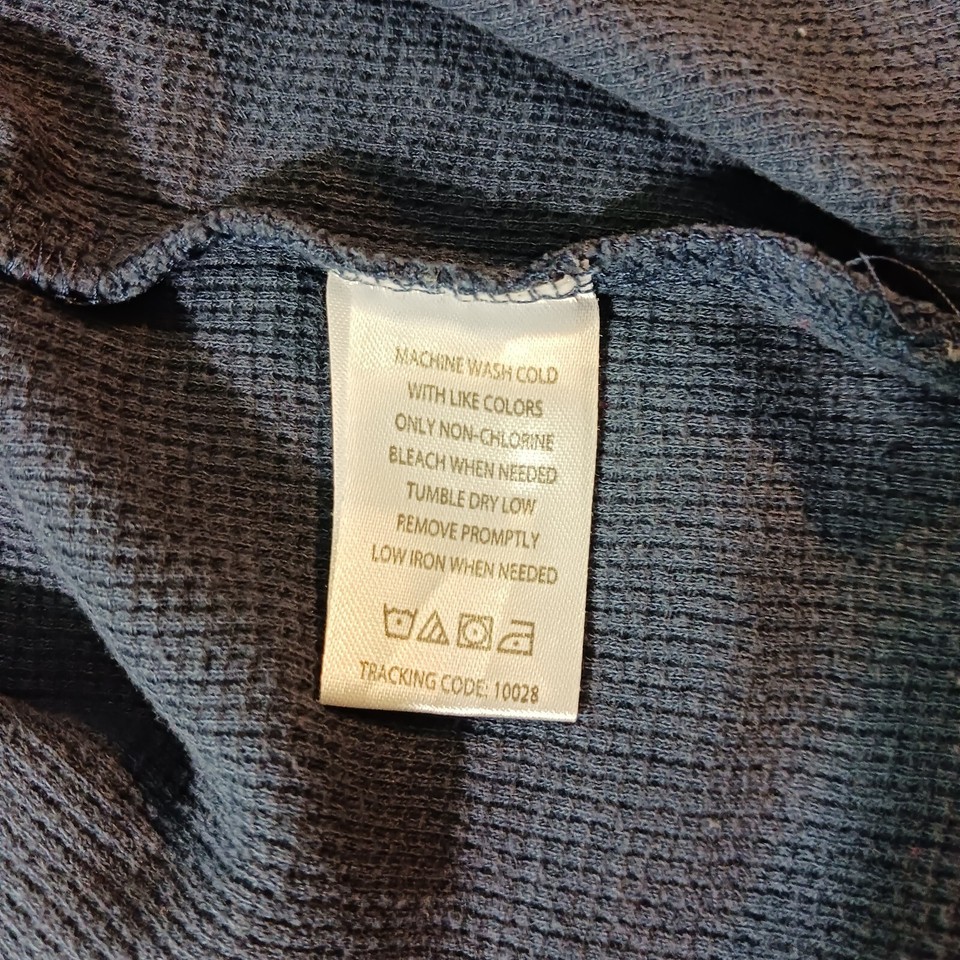 MACHINE WASH COLD
WITH LIKE COLORS
ONLY NON-CHLORINE
BLEACH WHEN NEEDED
TUMBLE DRY LOW
REMOVE PROMPTLY
LOW IRON WHEN NEEDED
TRACKING CODE: 10028